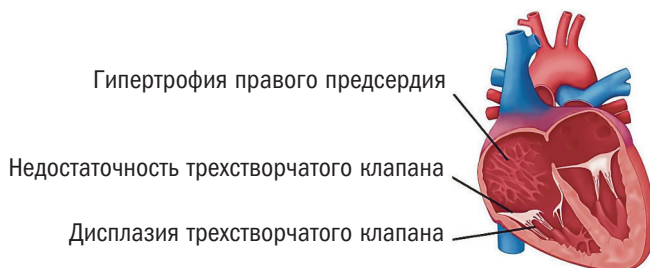 Гипертрофия правого предсердия
Недостаточность трехстворчатого клапана
Дисплазия трехстворчатого клапана